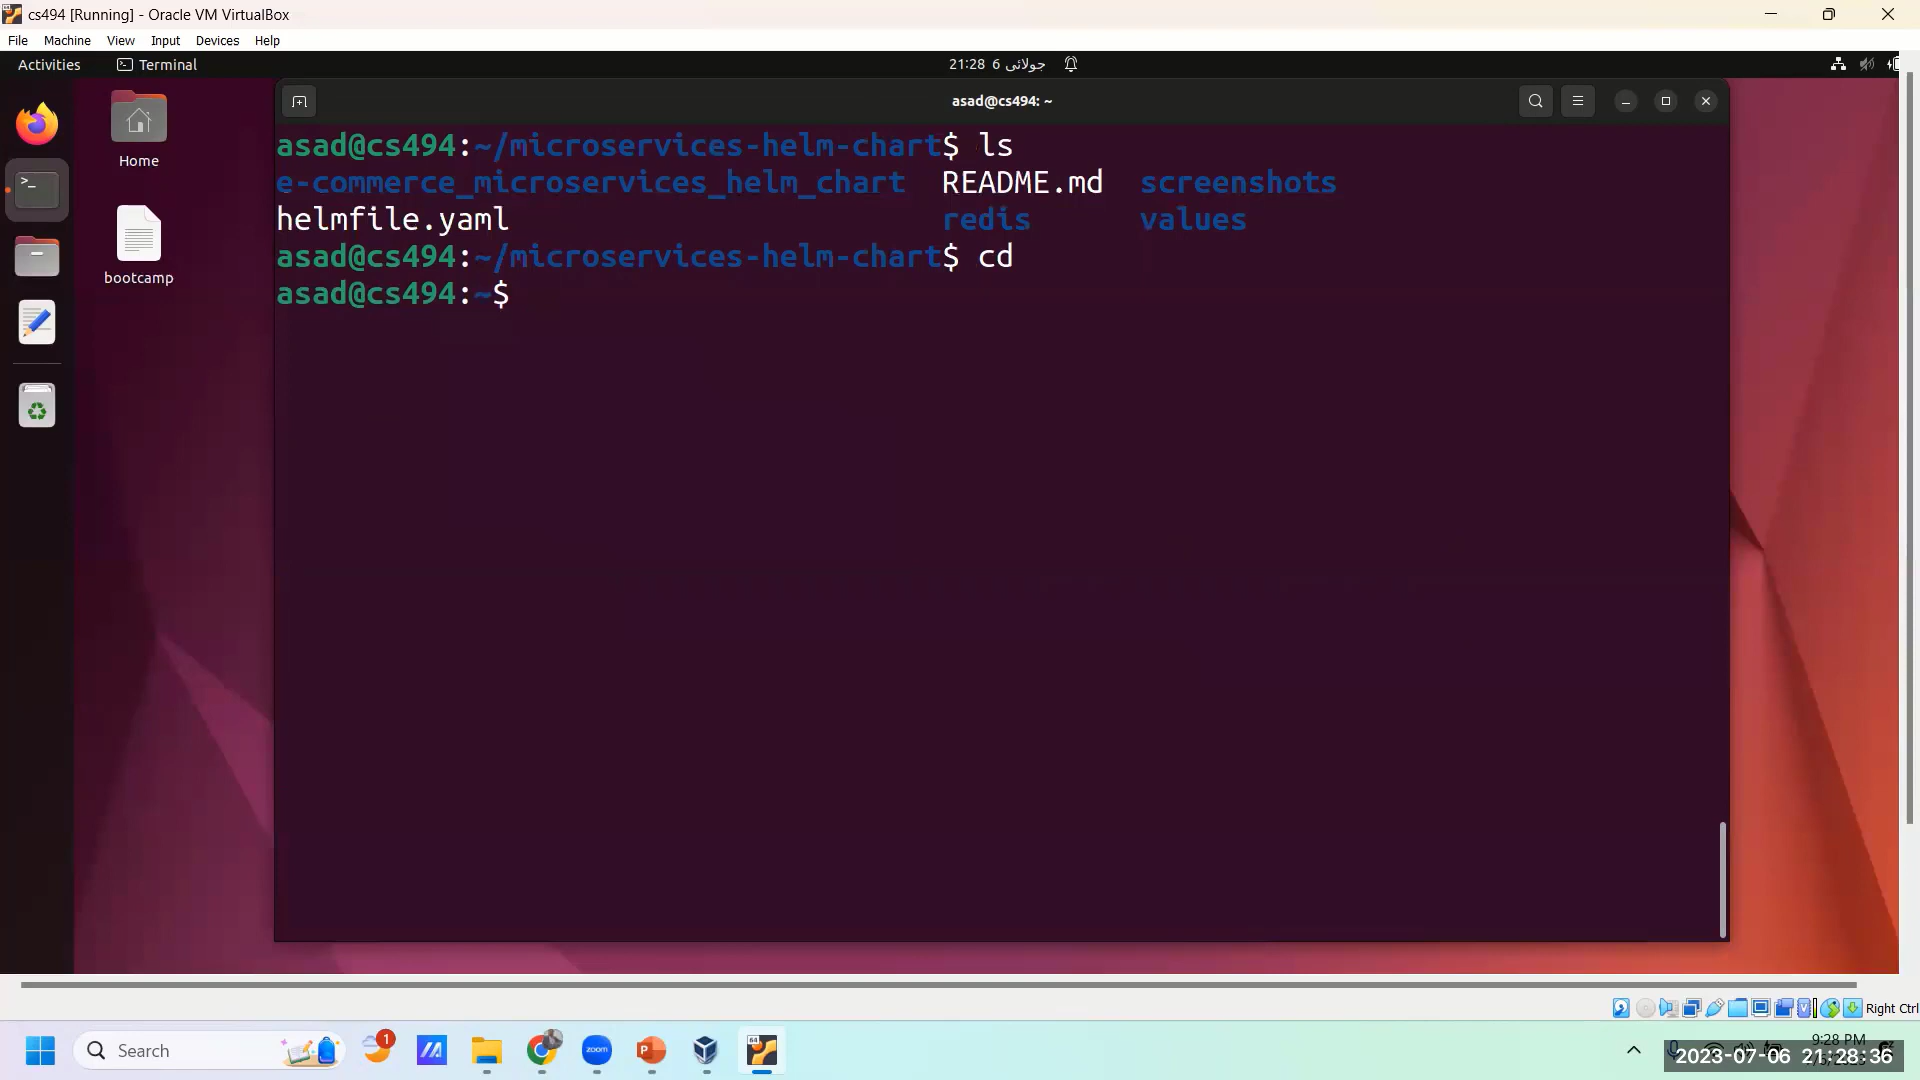 cs494 [Running] - Oracle VM VirtualBox
File Machine View Input Devices Help
Activities Terminal 21:28 6 جولائی
asad@cs494: ~
Home
bootcamp
asad@cs494:~/microservices-helm-chart$ ls
e-commerce_microservices_helm_chart README.md screenshots
helmfile.yaml redis values
asad@cs494:~/microservices-helm-chart$ cd
asad@cs494:~$
Right Ctrl
Search
1
zoom
9:28 PM
2023-07-06 21:28:36